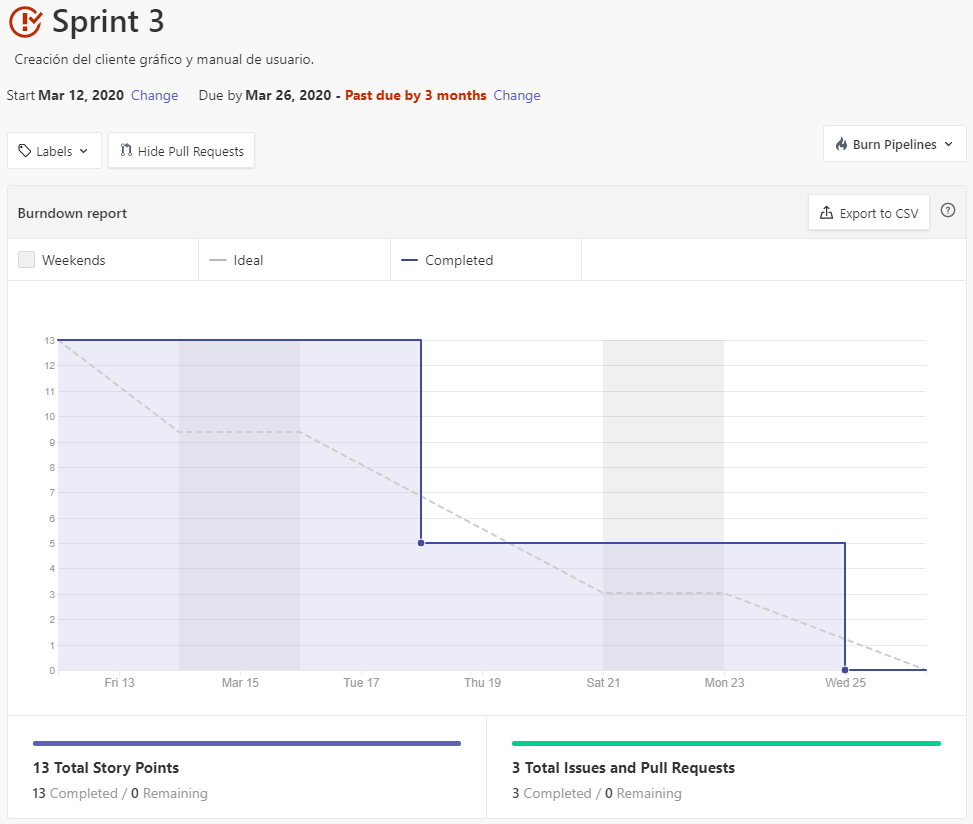 Sprint 3
Creación del cliente gráfico y manual de usuario.
Start Mar 12, 2020 Change Due by Mar 26, 2020 - Past due by 3 months Change
Labels Hide Pull Requests Burn Pipelines
Burndown report Export to CSV ?
Weekends Ideal Completed
13
12
11
10
9
8
7
6
5
4
3
2
1
0
Fri 13 Mar 15 Tue 17 Thu 19 Sat 21 Mon 23 Wed 25
13 Total Story Points
13 Completed / 0 Remaining
3 Total Issues and Pull Requests
3 Completed / 0 Remaining